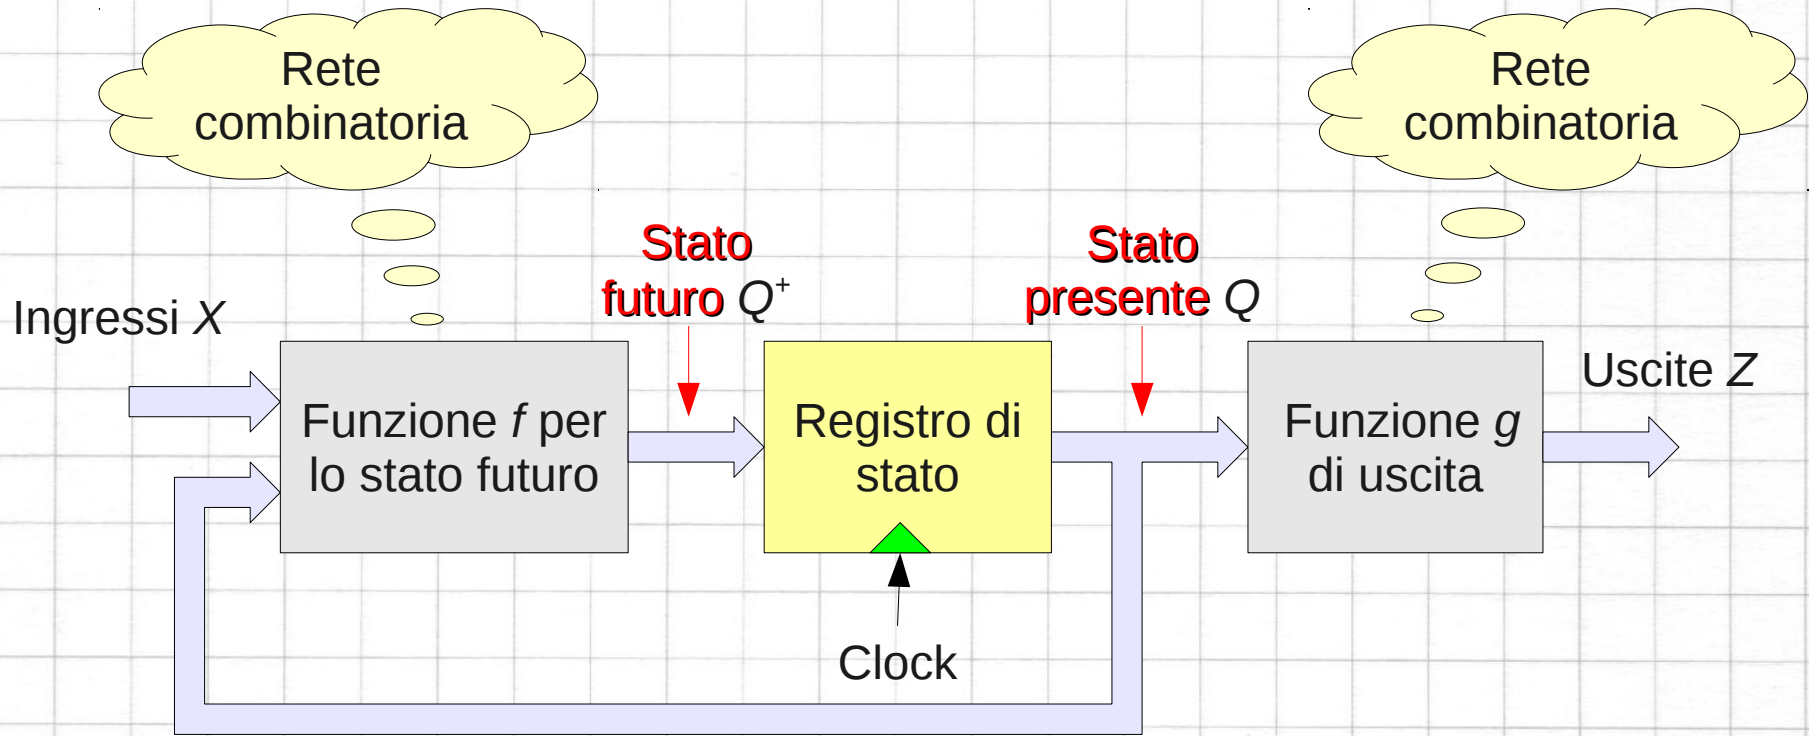 Rete
combinatoria
Rete
combinatoria
Stato
futuro Q+
Stato
presente Q
Ingressi X
Uscite Z
Funzione f per
lo stato futuro
Registro di
stato
Funzione g
di uscita
Clock